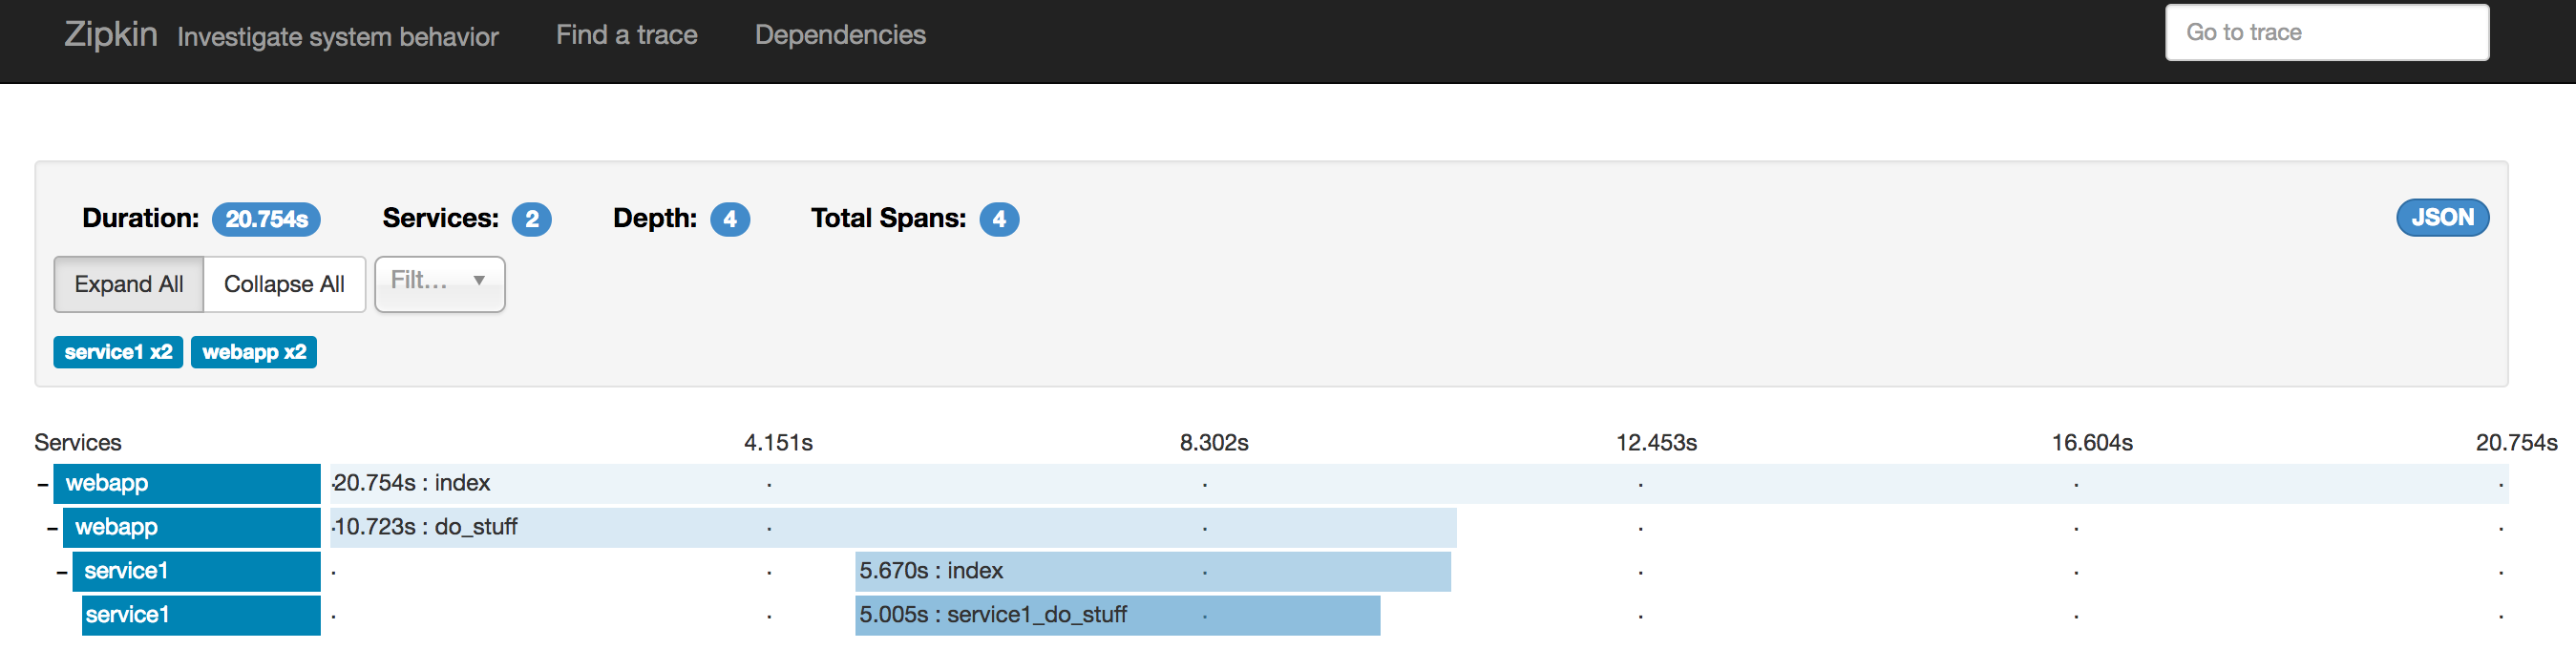 Zipkin Investigate system behavior Find a trace Dependencies Go to trace
Duration: 20.754s Services: 2 Depth: 4 Total Spans: 4 JSON
Expand All Collapse All Filt...
service1 x2 webapp x2
Services 4.151s 8.302s 12.453s 16.604s 20.754s
- webapp 20.754s : index
- webapp 10.723s : do_stuff
- service1 5.670s : index
service1 5.005s : service1_do_stuff